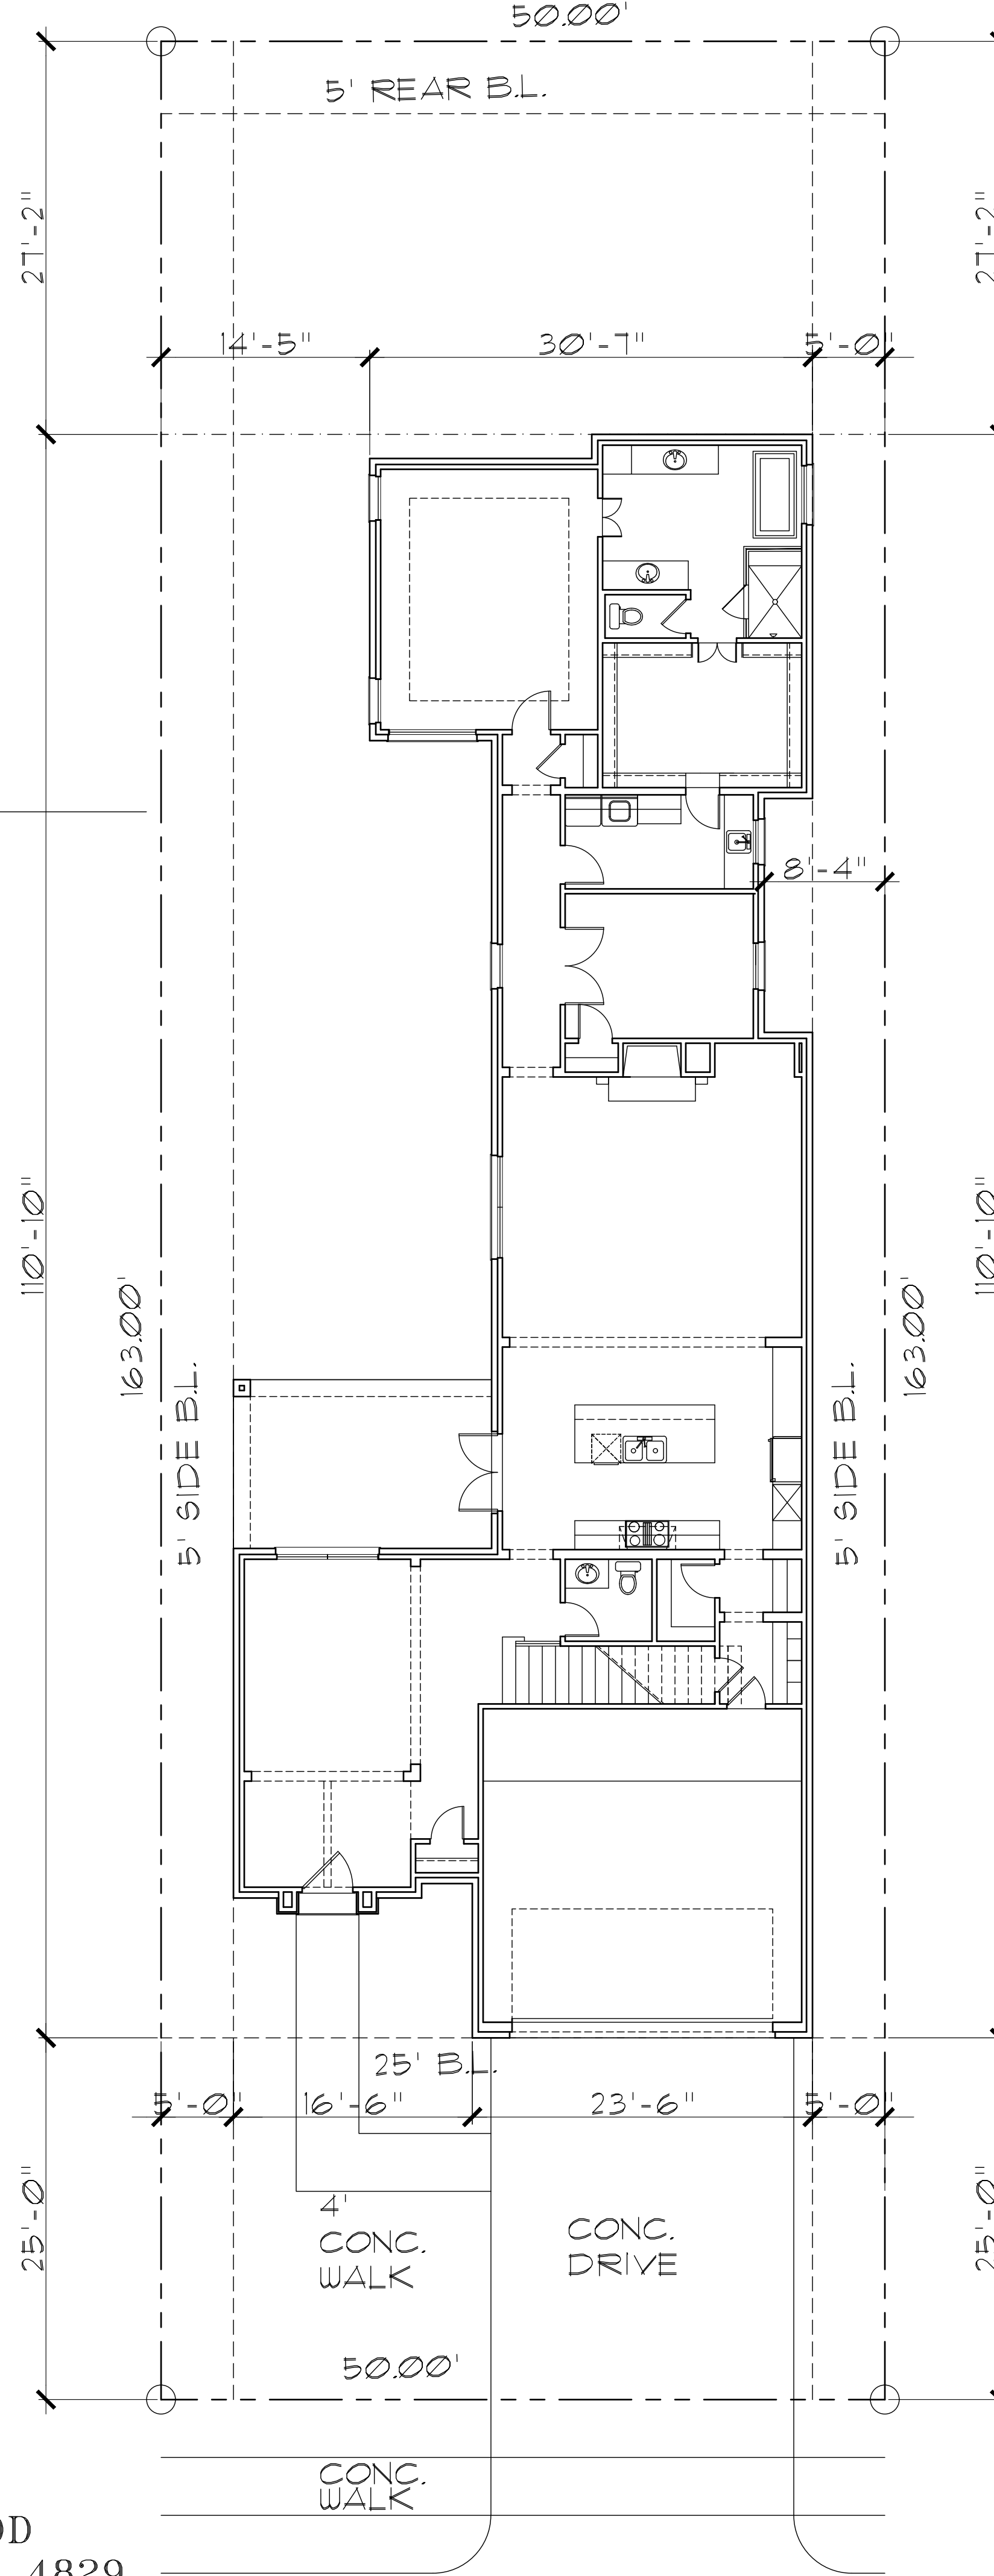 50.00'
5' REAR B.L.
27'-2"
27'-2"
14'-5"
30'-7"
5'-0"
8'-4"
110'-10"
110'-10"
163.00'
163.00'
5' SIDE B.L.
5' SIDE B.L.
25' B.L.
5'-0"
16'-6"
23'-6"
5'-0"
25'-0"
25'-0"
4'
CONC.
WALK
CONC.
DRIVE
50.00'
CONC.
WALK
4829